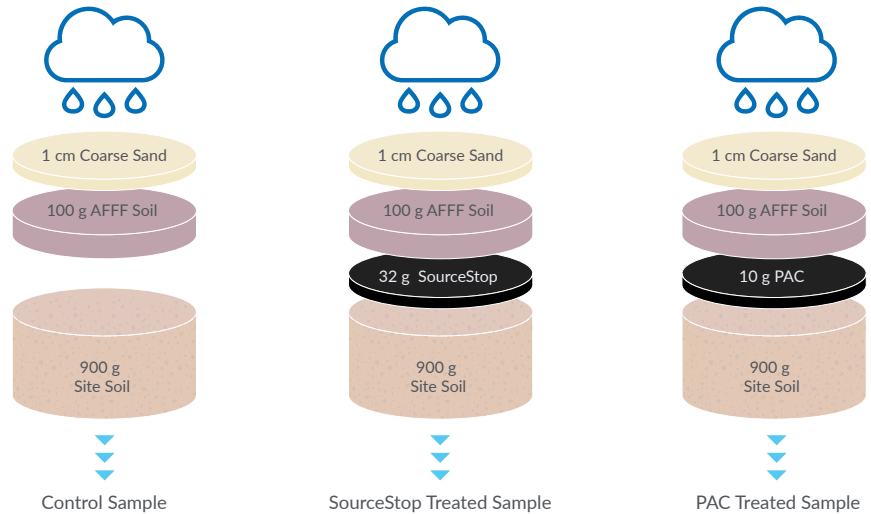 1 cm Coarse Sand
100 g AFFF Soil
900 g
Site Soil
Control Sample
1 cm Coarse Sand
100 g AFFF Soil
32 g  SourceStop
900 g
Site Soil
SourceStop Treated Sample
1 cm Coarse Sand
100 g AFFF Soil
10 g PAC
900 g
Site Soil
PAC Treated Sample